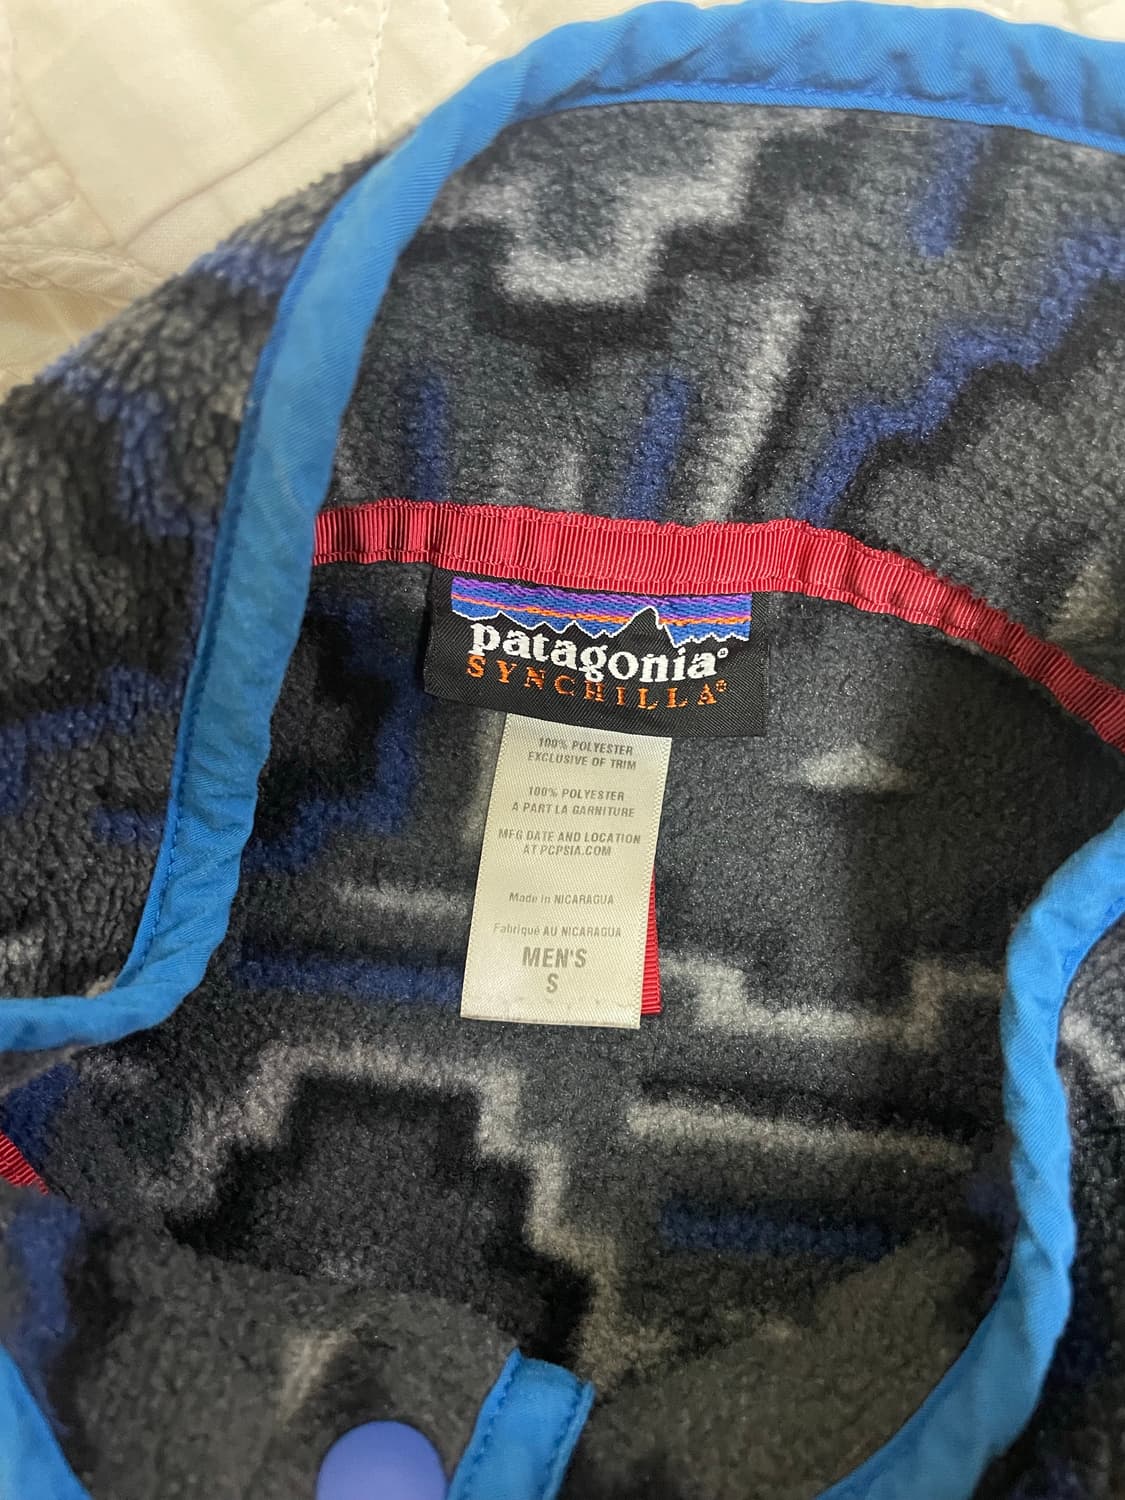 patagonia®
SYNCHILLA®
100% POLYESTER
EXCLUSIVE OF TRIM
100% POLYESTER
À PART LA GARNITURE
MFG DATE AND LOCATION
AT PCPSIA.COM
Made in NICARAGUA
Fabriqué AU NICARAGUA
MEN'S
S